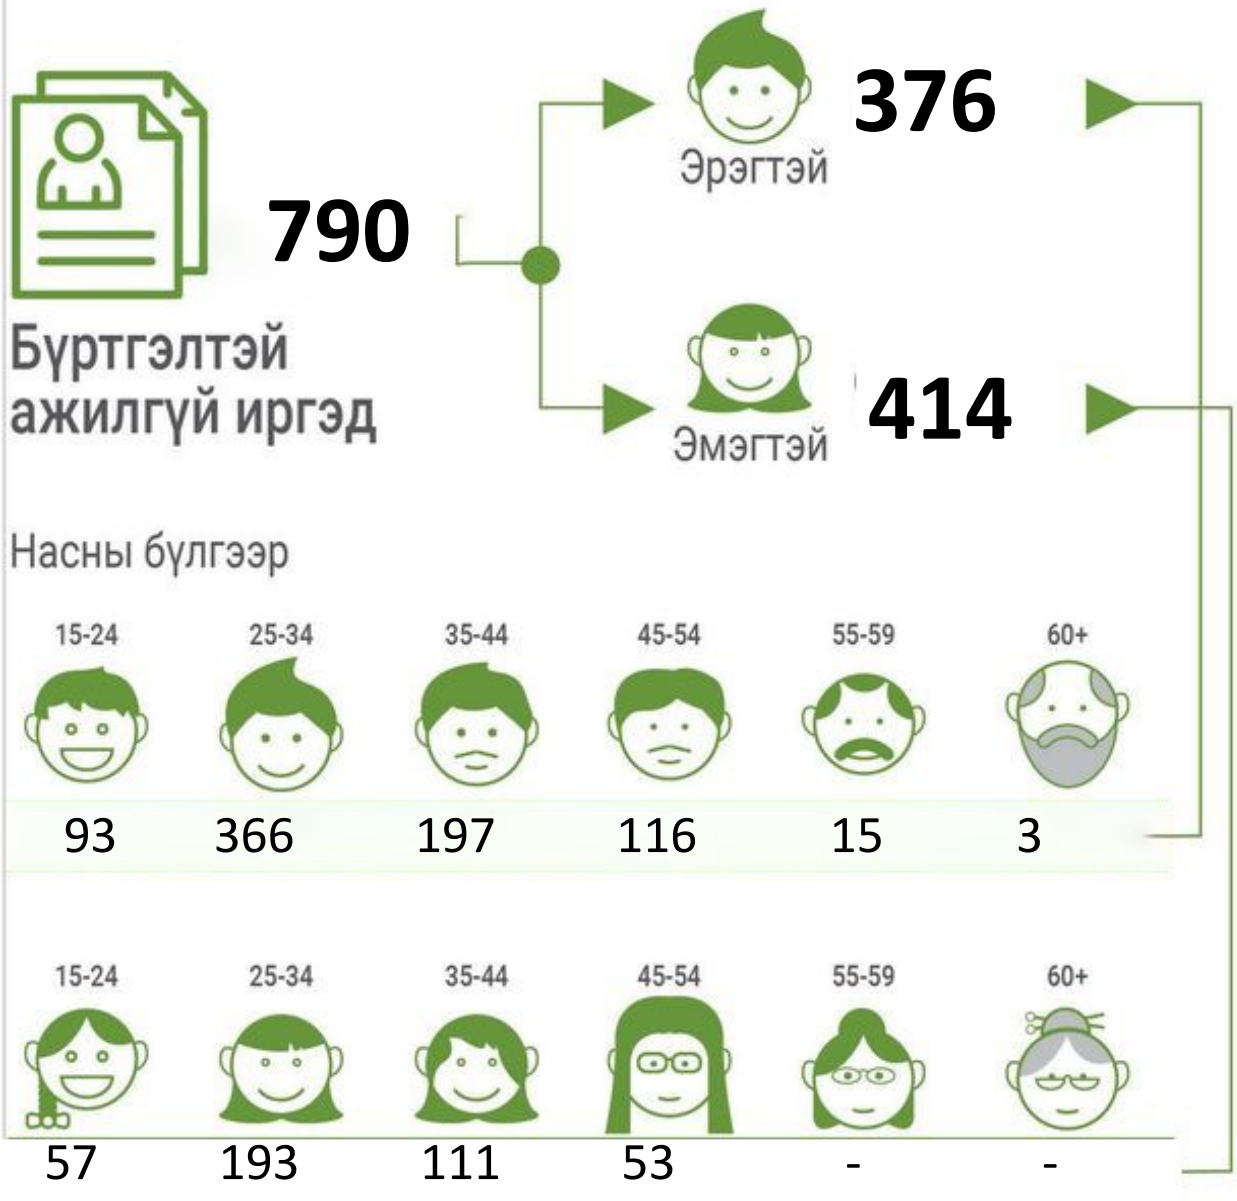 376
Эрэгтэй
790
Бүртгэлтэй
ажилгүй иргэд
414
Эмэгтэй
Насны бүлгээр
15-24 25-34 35-44 45-54 55-59 60+
93 366 197 116 15 3
15-24 25-34 35-44 45-54 55-59 60+
57 193 111 53 - -